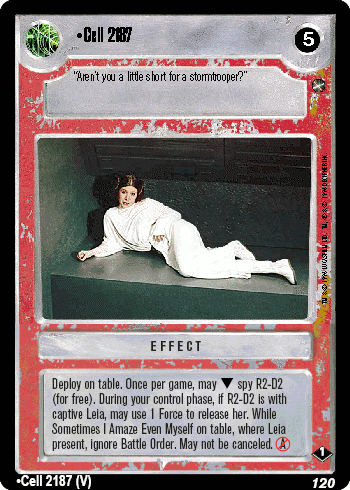 •Cell 2187
5
"Aren't you a little short for a stormtrooper?"
EFFECT
Deploy on table. Once per game, may ▼ spy R2-D2
(for free). During your control phase, if R2-D2 is with
captive Leia, may use 1 Force to release her. While
Sometimes I Amaze Even Myself on table, where Leia
present, ignore Battle Order. May not be canceled. Ⓐ
1
•Cell 2187 (V)
120